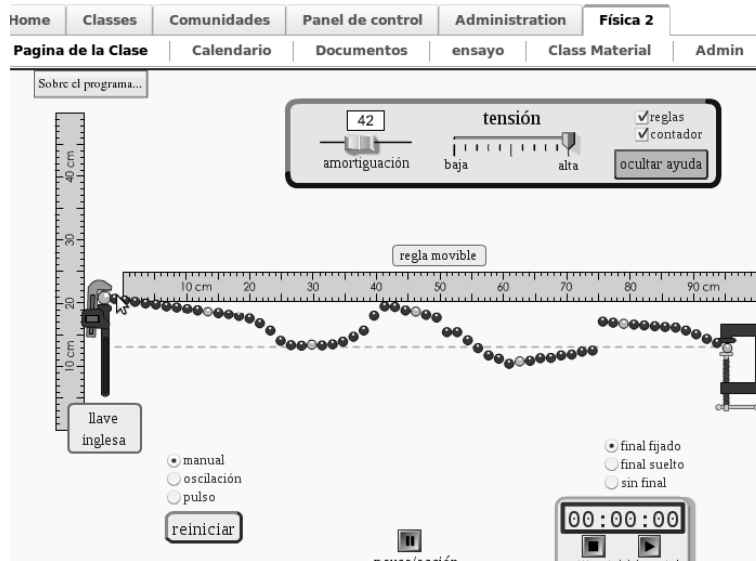 Home Classes Comunidades Panel de control Administration Física 2
Pagina de la Clase Calendario Documentos ensayo Class Material Admin
Sobre el programa...
42
amortiguación
tensión
baja alta
reglas
contador
ocultar ayuda
40 cm
30
20
10 cm
regla movible
10 cm 20 30 40 50 60 70 80 90 cm
llave
inglesa
manual
oscilación
pulso
reiniciar
final fijado
final suelto
sin final
00:00:00